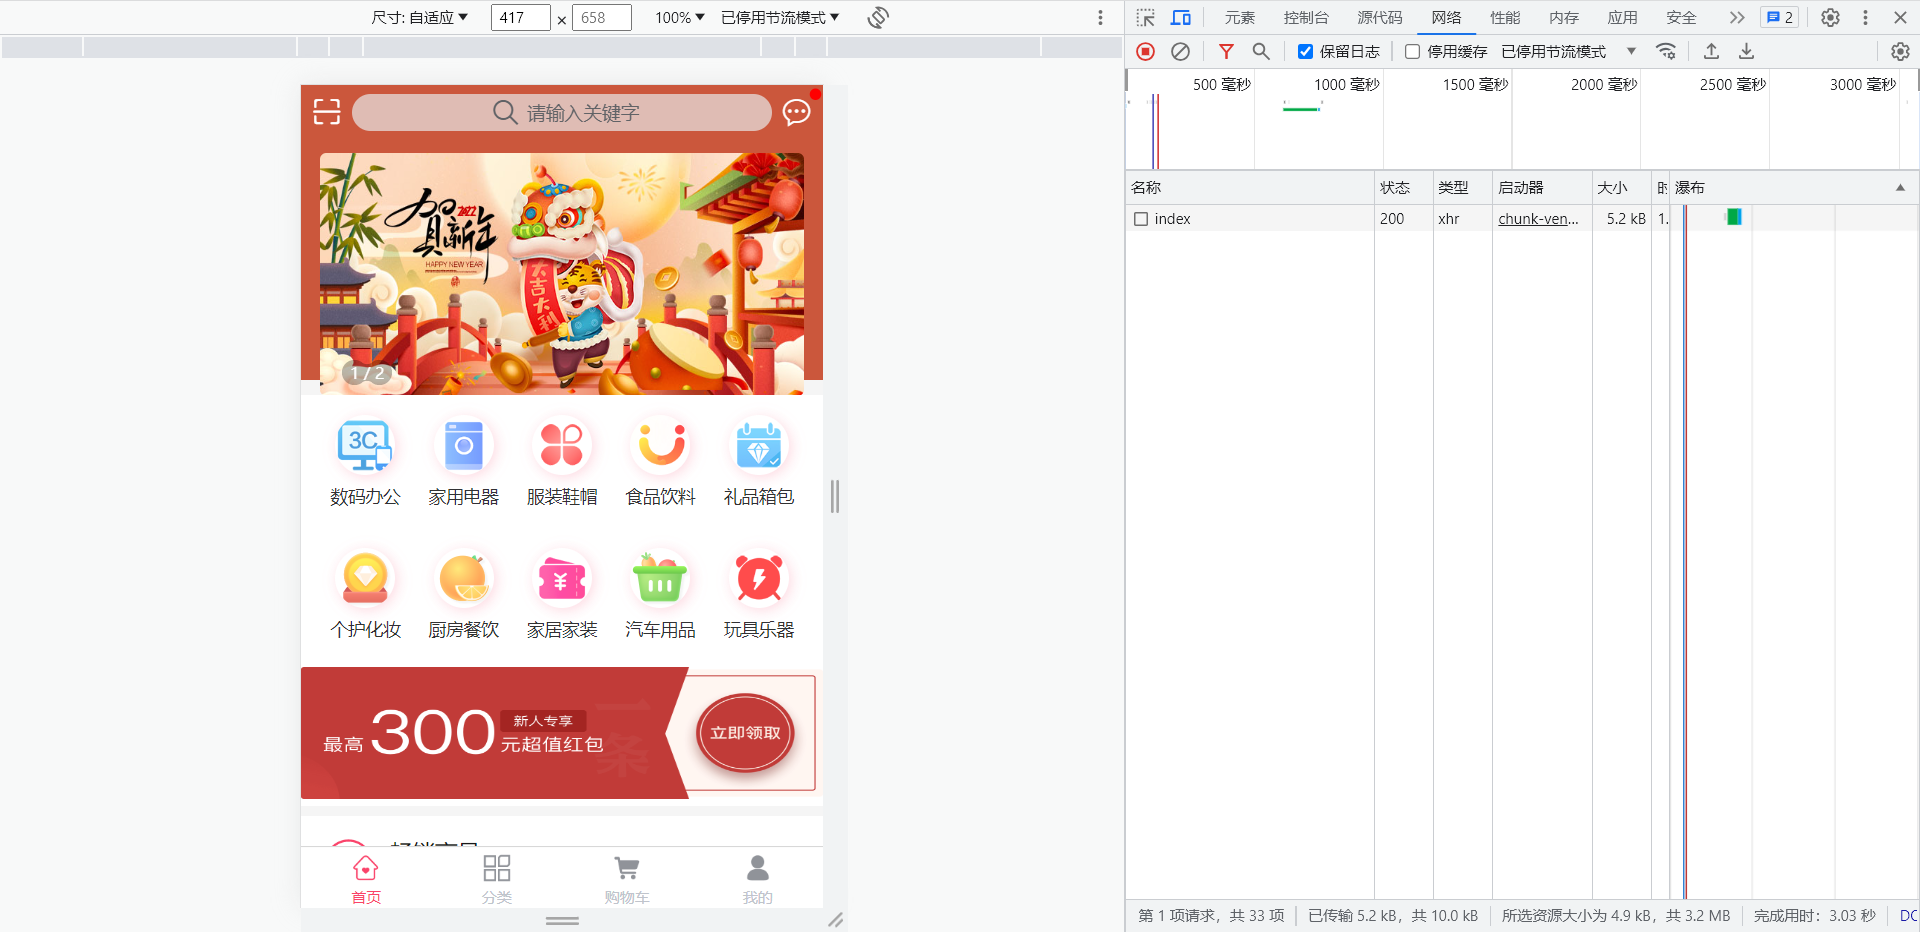 尺寸: 自适应 417 × 658 100% 已停用节流模式
元素 控制台 源代码 网络 性能 内存 应用 安全 2
保留日志 停用缓存 已停用节流模式
500 毫秒 1000 毫秒 1500 毫秒 2000 毫秒 2500 毫秒 3000 毫秒
名称 状态 类型 启动器 大小 时 瀑布
index 200 xhr chunk-ven... 5.2 kB 1.
请输入关键字
贺新年
2022
HAPPY NEW YEAR
大吉大利
1 / 2
3C
数码办公 家用电器 服装鞋帽 食品饮料 礼品箱包
个护化妆 厨房餐饮 家居家装 汽车用品 玩具乐器
最高 300 新人专享
元超值红包
一条
立即领取
首页 分类 购物车 我的
第 1 项请求，共 33 项 已传输 5.2 kB，共 10.0 kB 所选资源大小为 4.9 kB，共 3.2 MB 完成用时：3.03 秒 DC